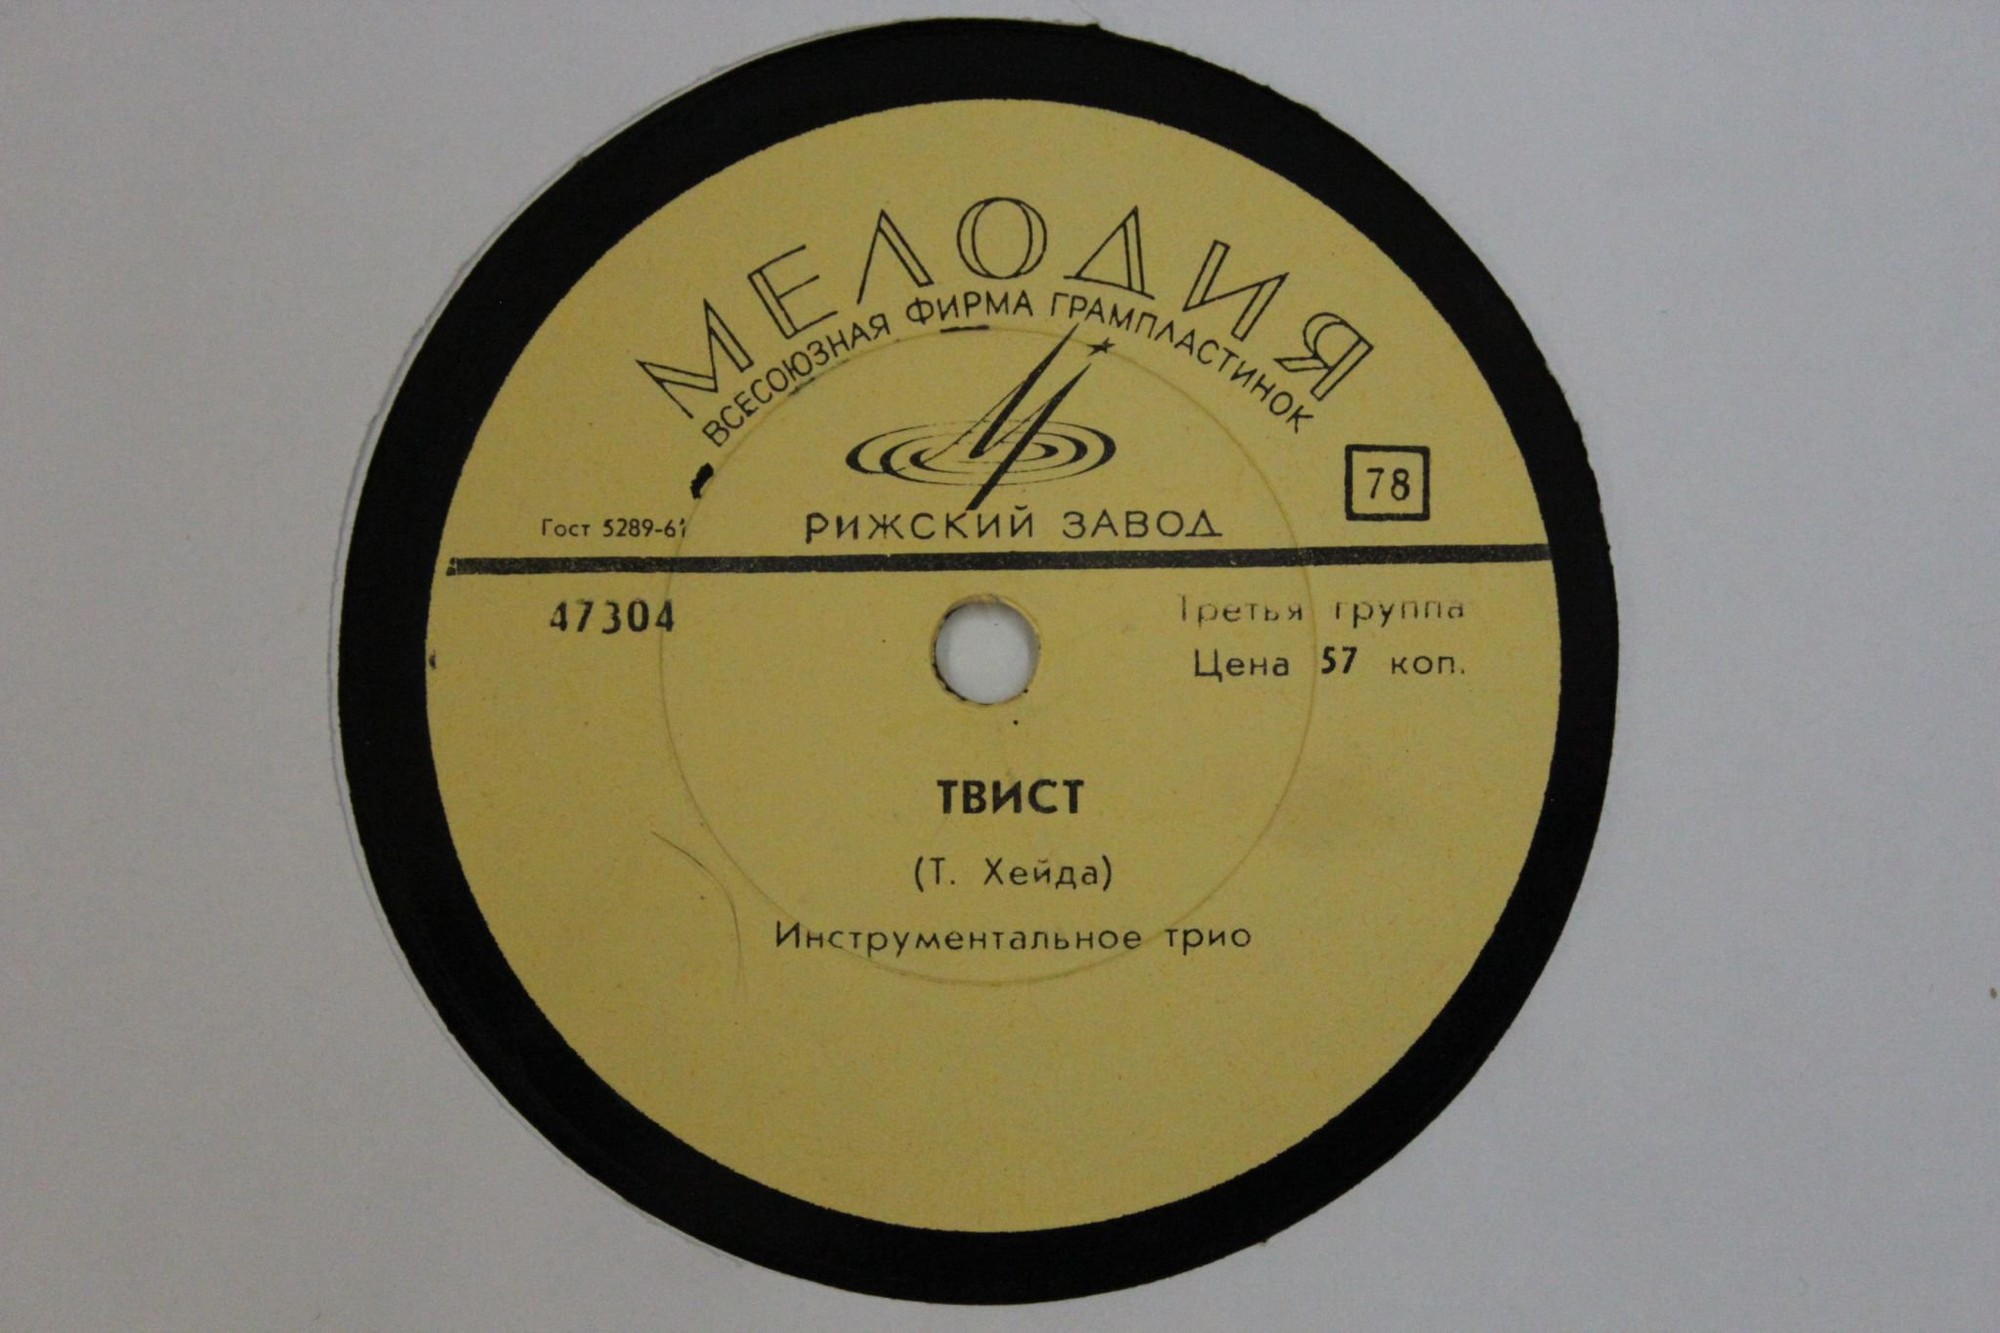 МЕЛОДИЯ
ВСЕСОЮЗНАЯ ФИРМА ГРАМПЛАСТИНОК
78
Гост 5289-61
РИЖСКИЙ ЗАВОД
47304
Третья группа
Цена 57 коп.
ТВИСТ
(Т. Хейда)
Инструментальное трио